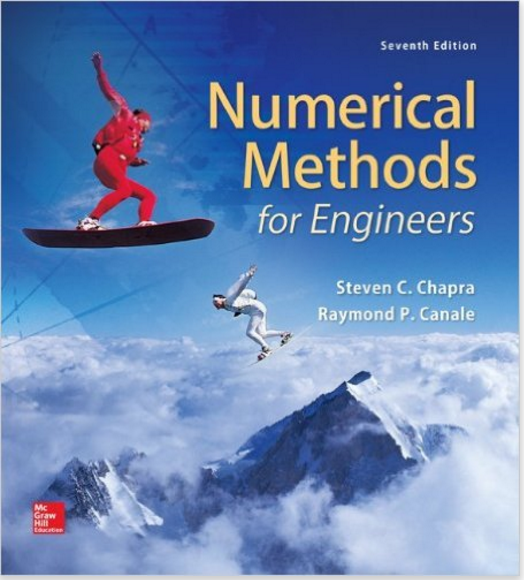 Seventh Edition
Numerical
Methods
for Engineers
Steven C. Chapra
Raymond P. Canale
Mc
Graw
Hill
Education